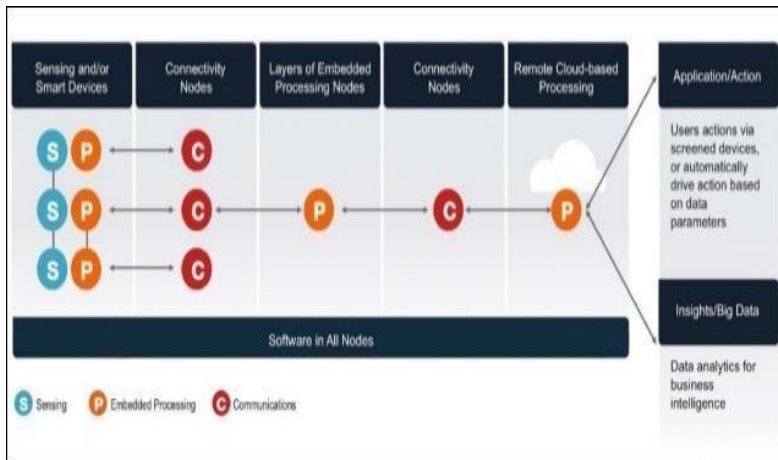 Sensing and/or
Smart Devices
Connectivity
Nodes
Layers of Embedded
Processing Nodes
Connectivity
Nodes
Remote Cloud-based
Processing
Application/Action
Users actions via
screened devices,
or automatically
drive action based
on data
parameters
S P C
S P C P C P
S P C
Insights/Big Data
Data analytics for
business
intelligence
Software in All Nodes
S Sensing P Embedded Processing C Communications